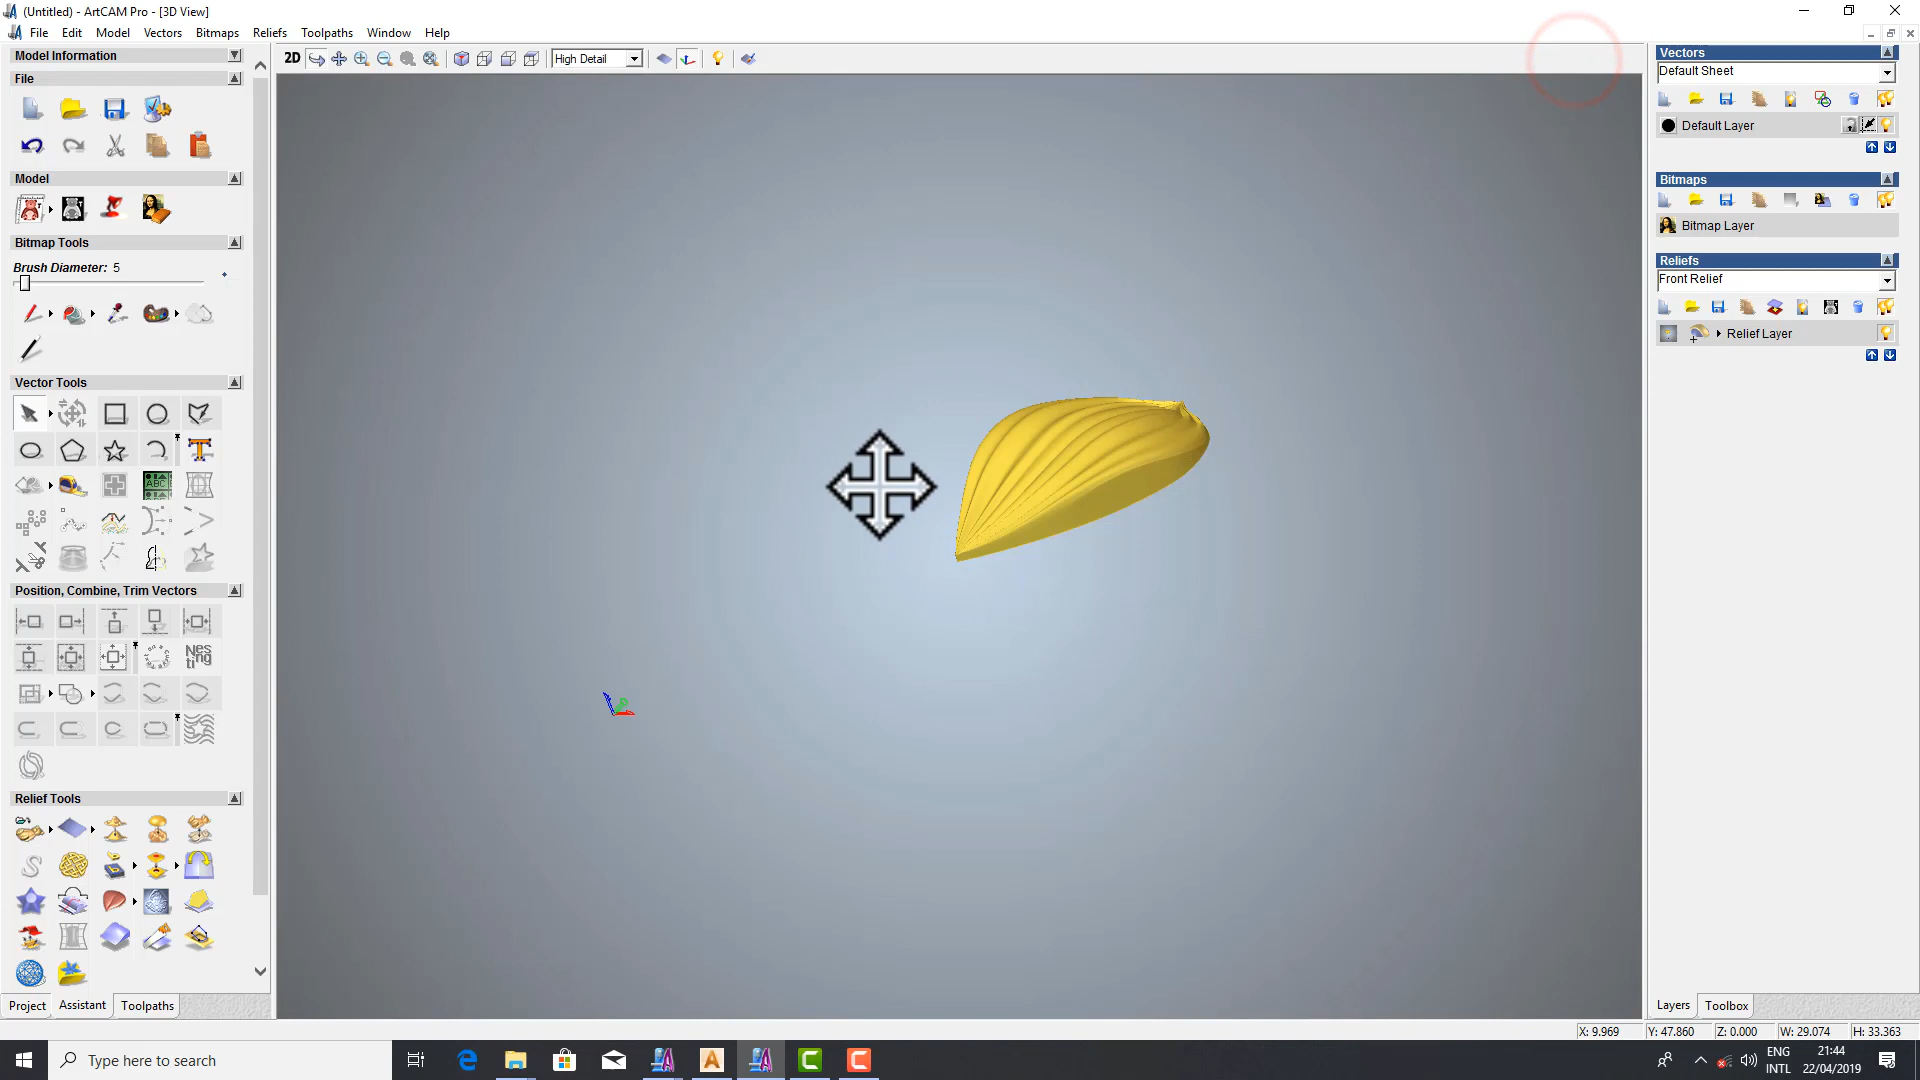 (Untitled) - ArtCAM Pro - [3D View]
File Edit Model Vectors Bitmaps Reliefs Toolpaths Window Help
Model Information
File
Model
Bitmap Tools
Brush Diameter: 5
Vector Tools
ABC
Position, Combine, Trim Vectors
Nes
ting
Relief Tools
Project Assistant Toolpaths
2D High Detail
Vectors
Default Sheet
Default Layer
Bitmaps
Bitmap Layer
Reliefs
Front Relief
Relief Layer
Layers Toolbox
X: 9.969 Y: 47.860 Z: 0.000 W: 29.074 H: 33.363
Type here to search
ENG
INTL
21:44
22/04/2019